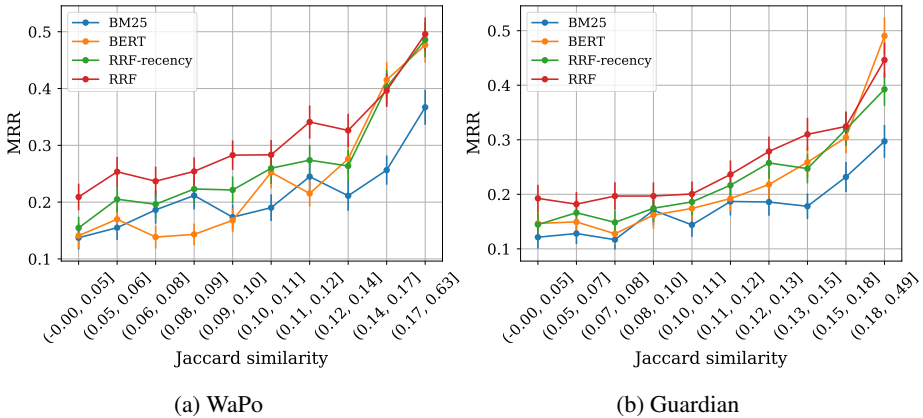 BM25
BERT
RRF-recency
RRF
MRR
0.5
0.4
0.3
0.2
0.1
(-0.00, 0.05]
(0.05, 0.06]
(0.06, 0.08]
(0.08, 0.09]
(0.09, 0.10]
(0.10, 0.11]
(0.11, 0.12]
(0.12, 0.14]
(0.14, 0.17]
(0.17, 0.63]
Jaccard similarity
(a) WaPo
BM25
BERT
RRF-recency
RRF
MRR
0.5
0.4
0.3
0.2
0.1
(-0.00, 0.05]
(0.05, 0.07]
(0.07, 0.08]
(0.08, 0.10]
(0.10, 0.11]
(0.11, 0.12]
(0.12, 0.13]
(0.13, 0.15]
(0.15, 0.18]
(0.18, 0.49]
Jaccard similarity
(b) Guardian